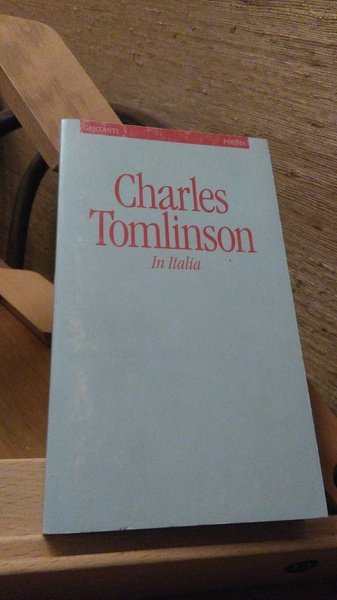 GARZANTI POESIA
Charles
Tomlinson
In Italia